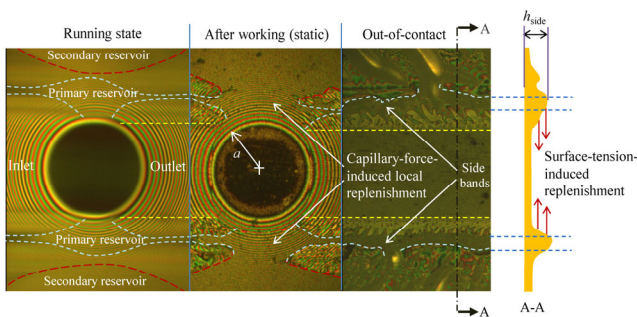 Running state
After working (static)
Out-of-contact
A
h_side
Secondary reservoir
Primary reservoir
Inlet
Outlet
a
Capillary-force-
induced local
replenishment
Side
bands
Surface-tension-
induced
replenishment
Primary reservoir
Secondary reservoir
A
A-A